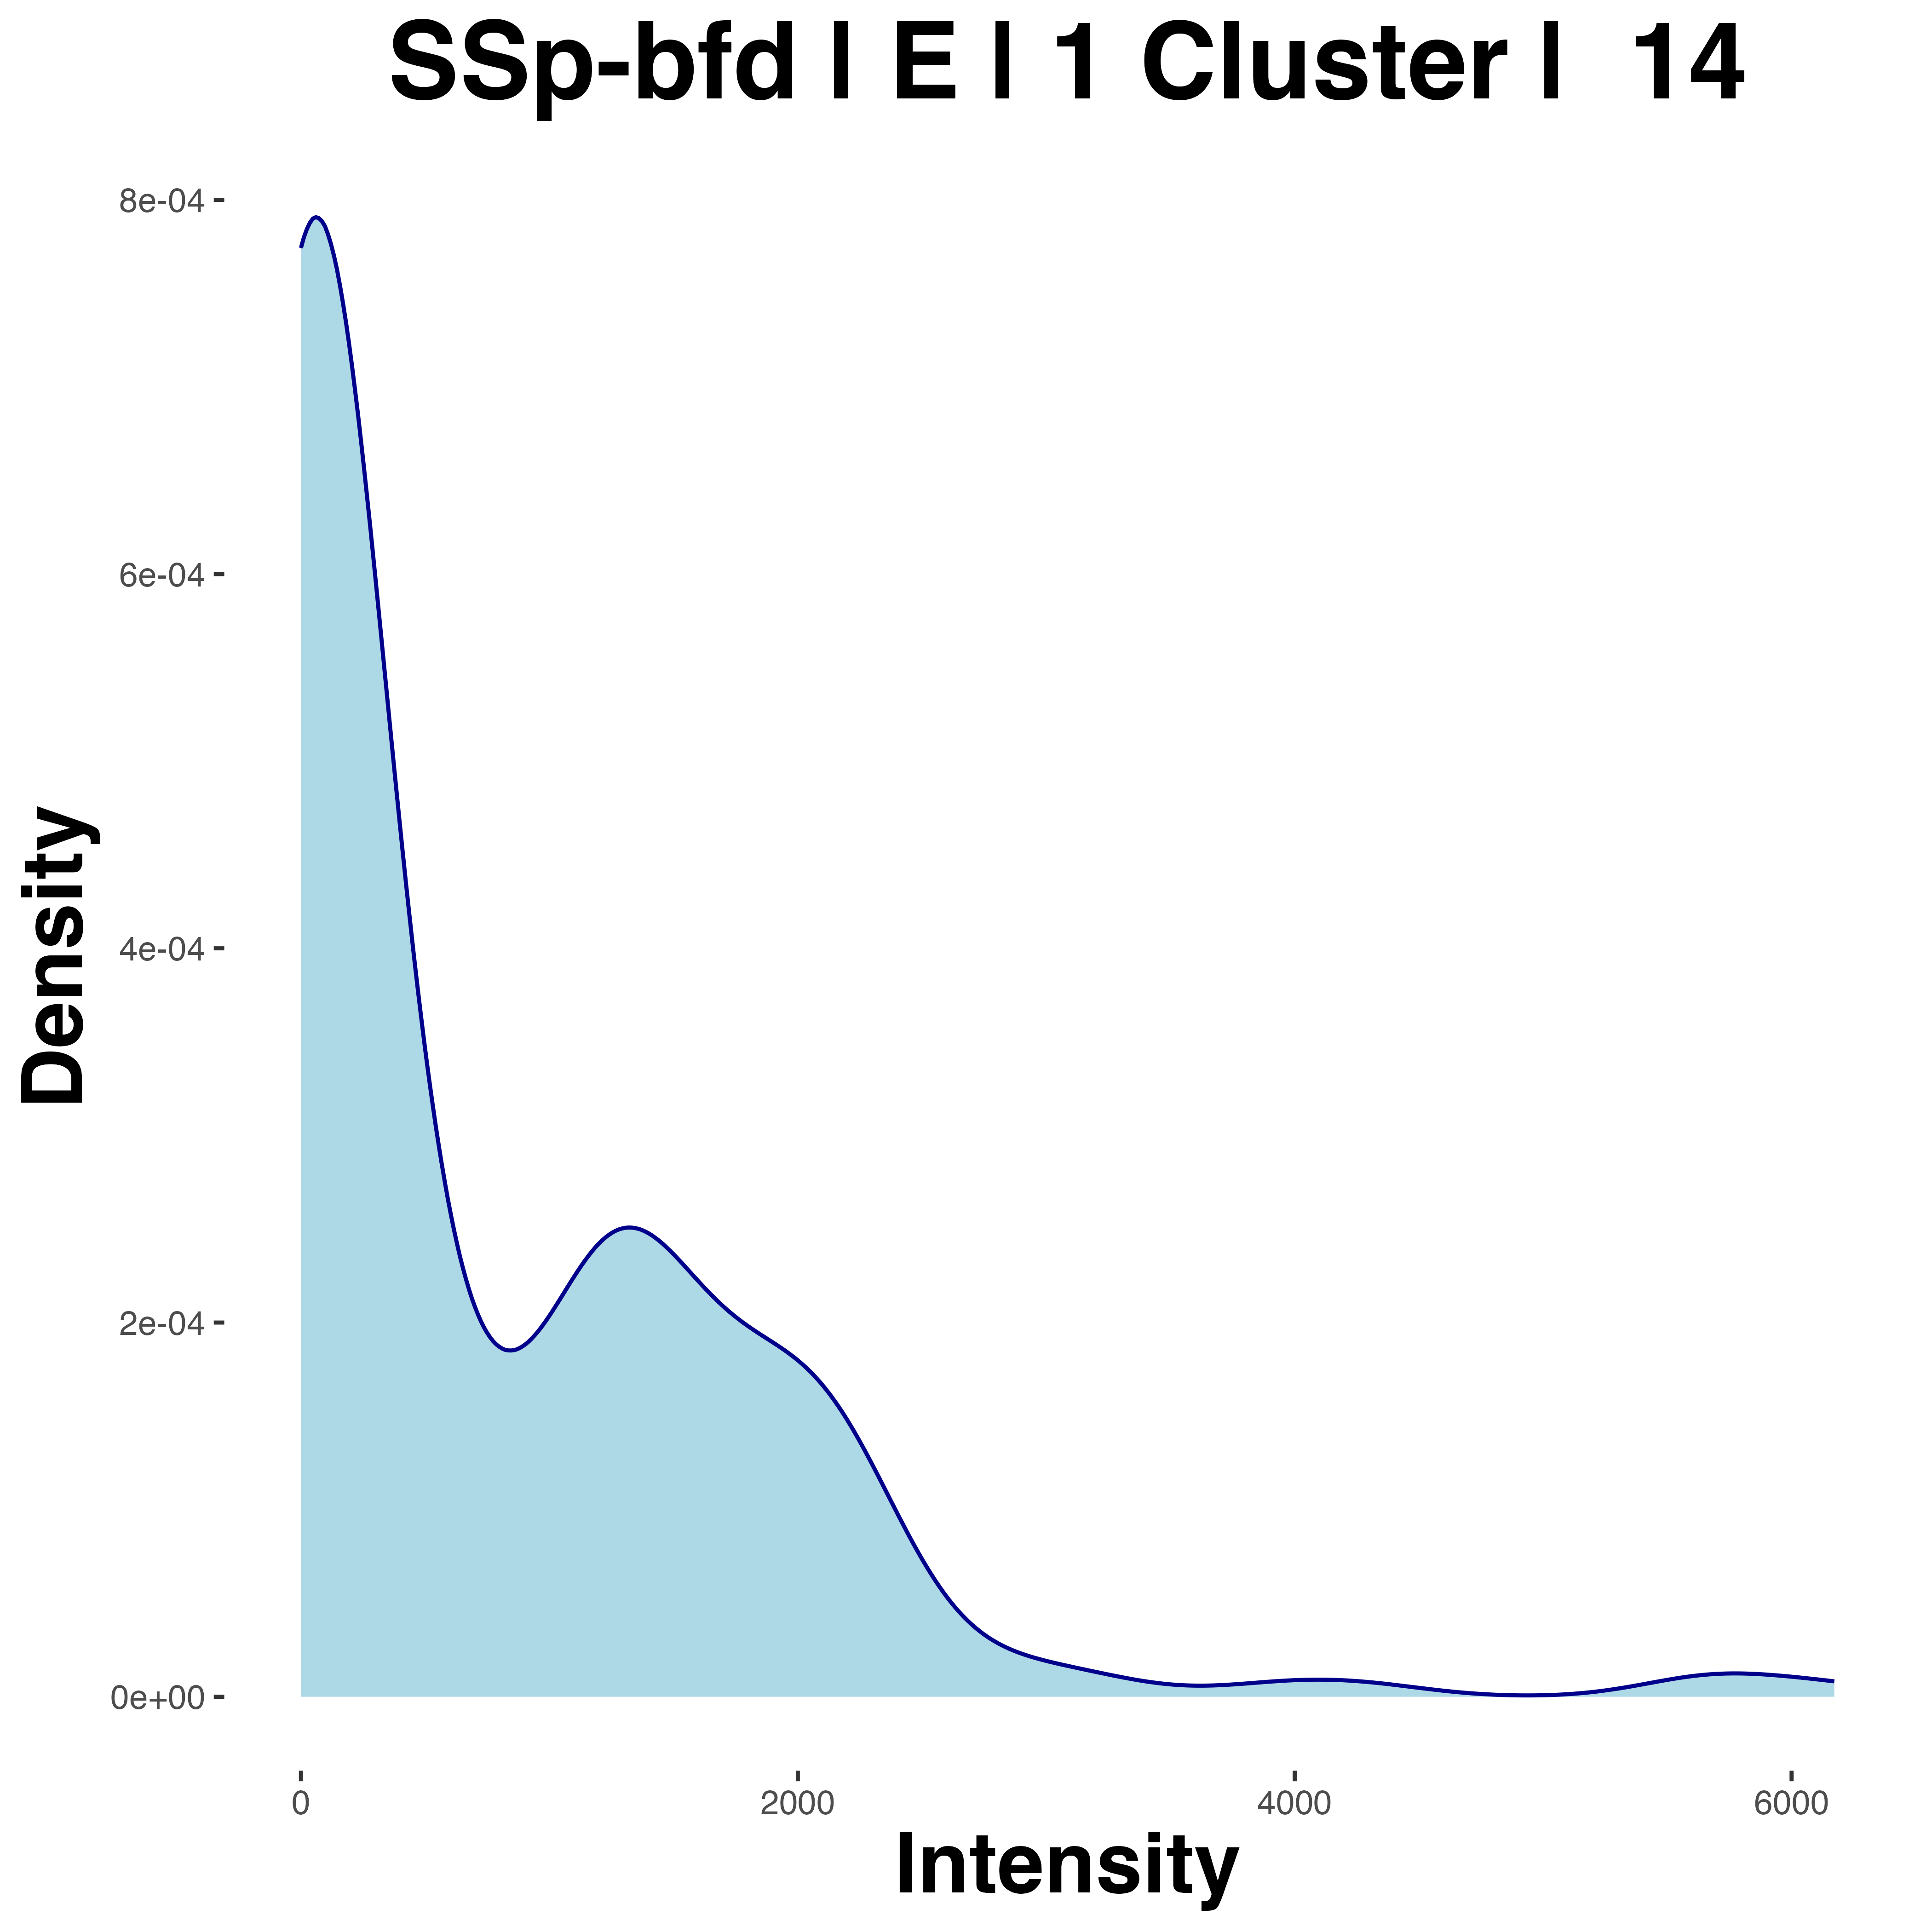 SSp-bfd | E | 1 Cluster | 14
8e-04
6e-04
4e-04
2e-04
0e+00
Density
0 2000 4000 6000
Intensity